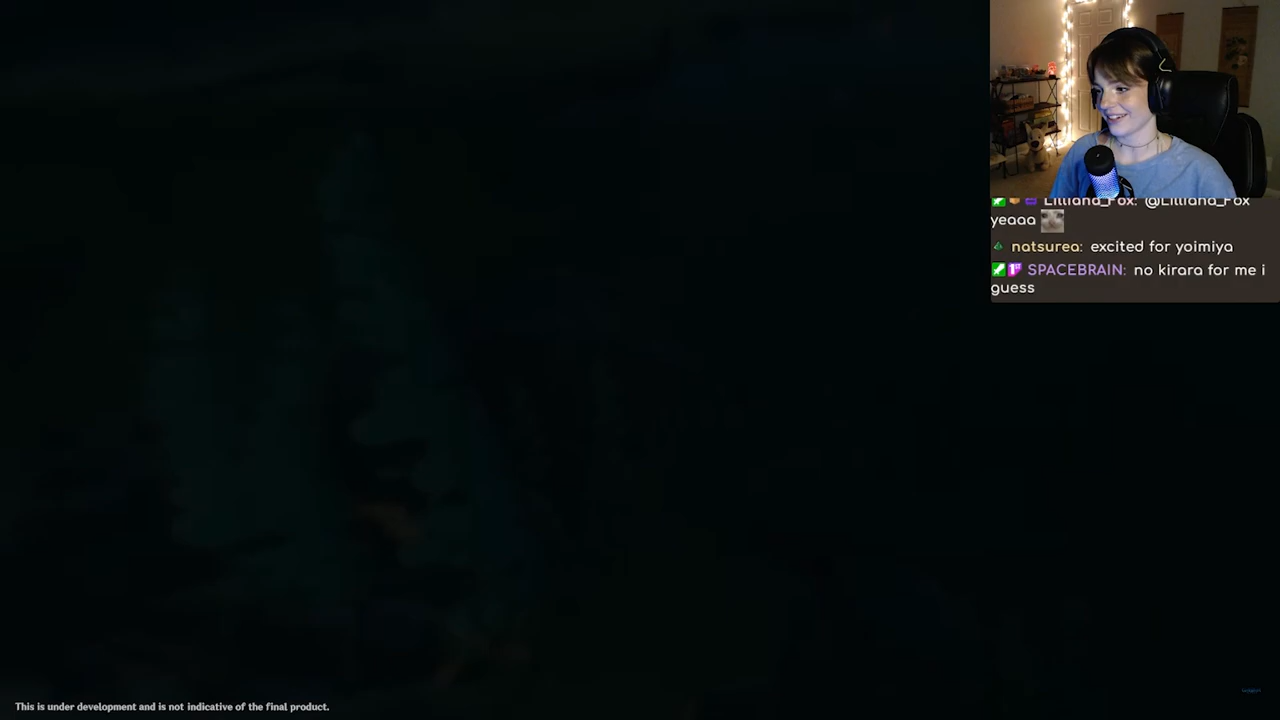 Lilliana_Fox: @Lilliana_Fox
yeaaa
natsurea: excited for yoimiya
SPACEBRAIN: no kirara for me i
guess
This is under development and is not indicative of the final product.